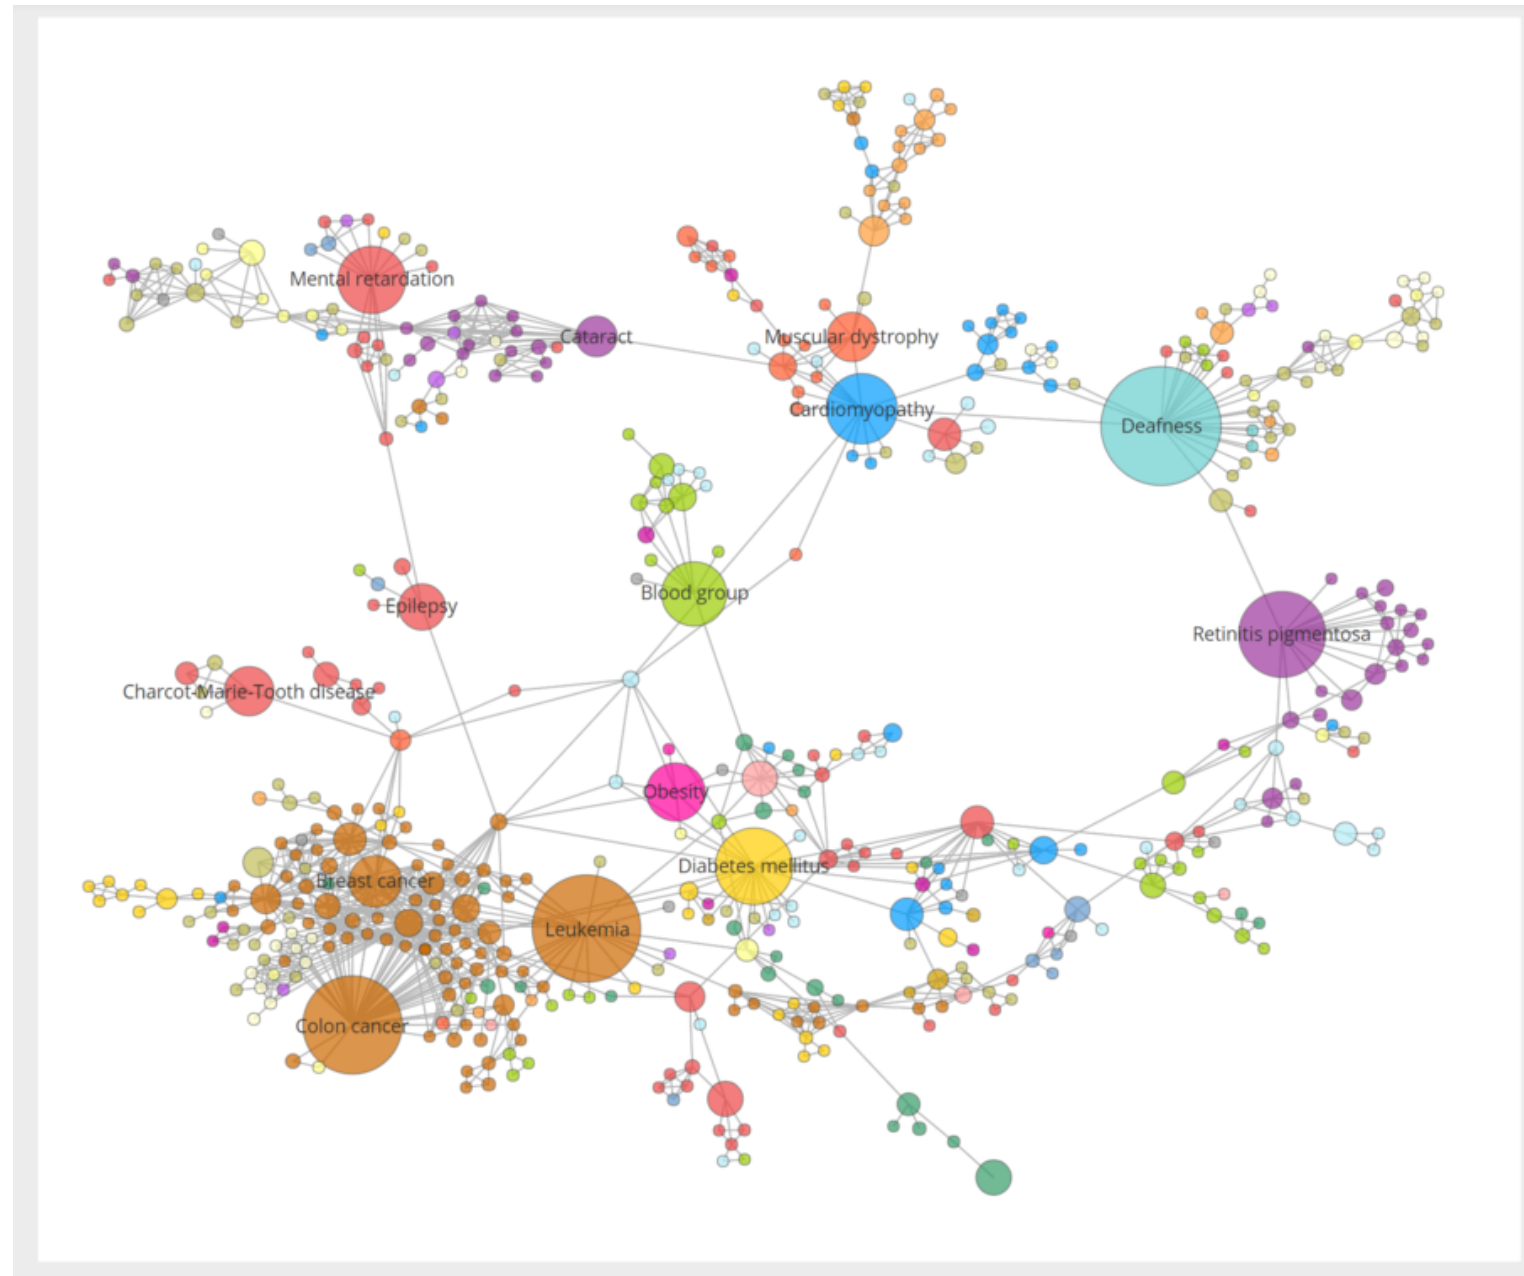 Mental retardation
Cataract
Muscular dystrophy
Cardiomyopathy
Deafness
Blood group
Epilepsy
Retinitis pigmentosa
Charcot-Marie-Tooth disease
Obesity
Diabetes mellitus
Breast cancer
Leukemia
Colon cancer